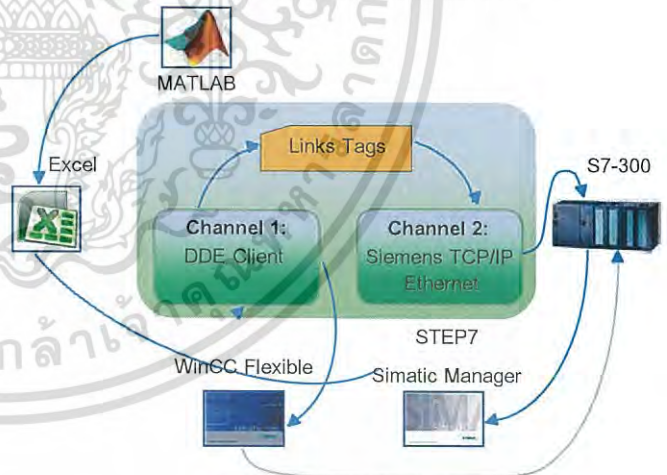 MATLAB
Links Tags
Excel
S7-300
Channel 1:
DDE Client
Channel 2:
Siemens TCP/IP
Ethernet
STEP7
WinCC Flexible
Simatic Manager